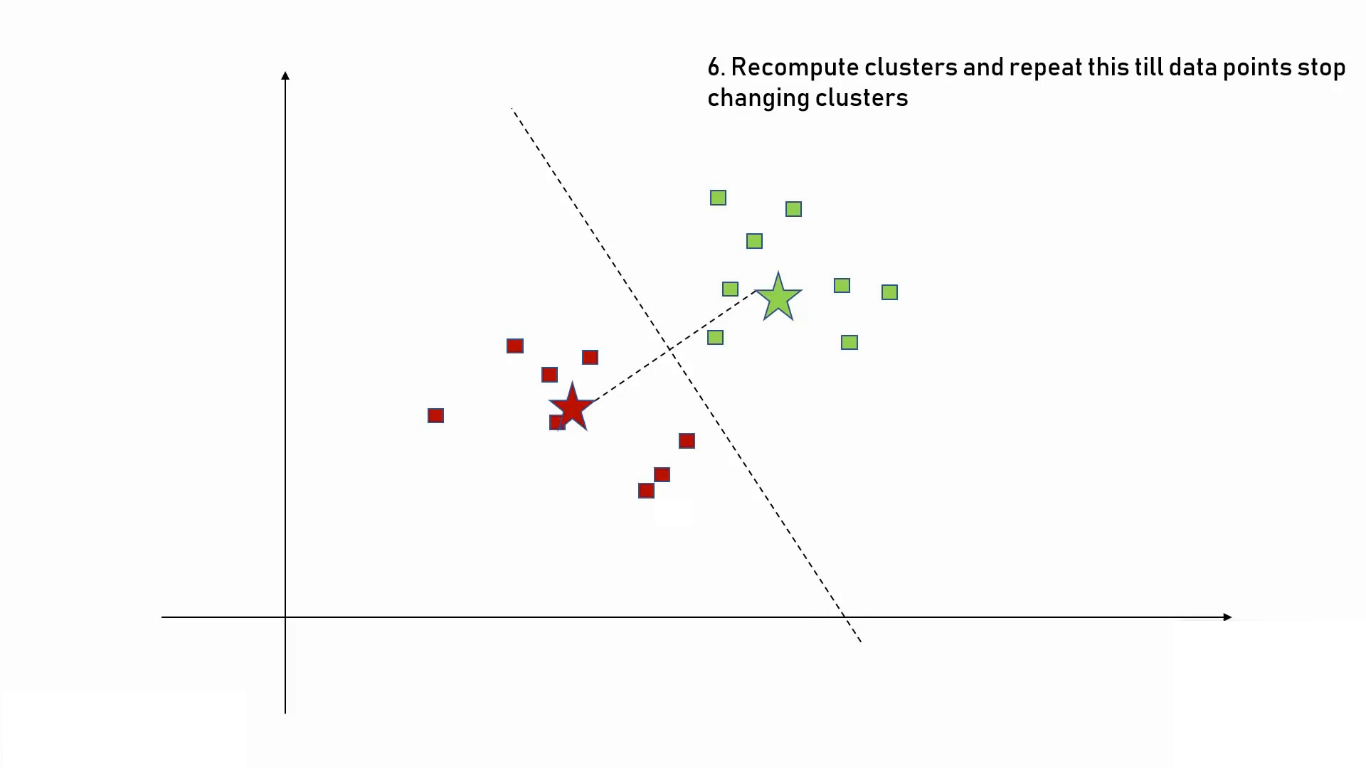 6. Recompute clusters and repeat this till data points stop
changing clusters